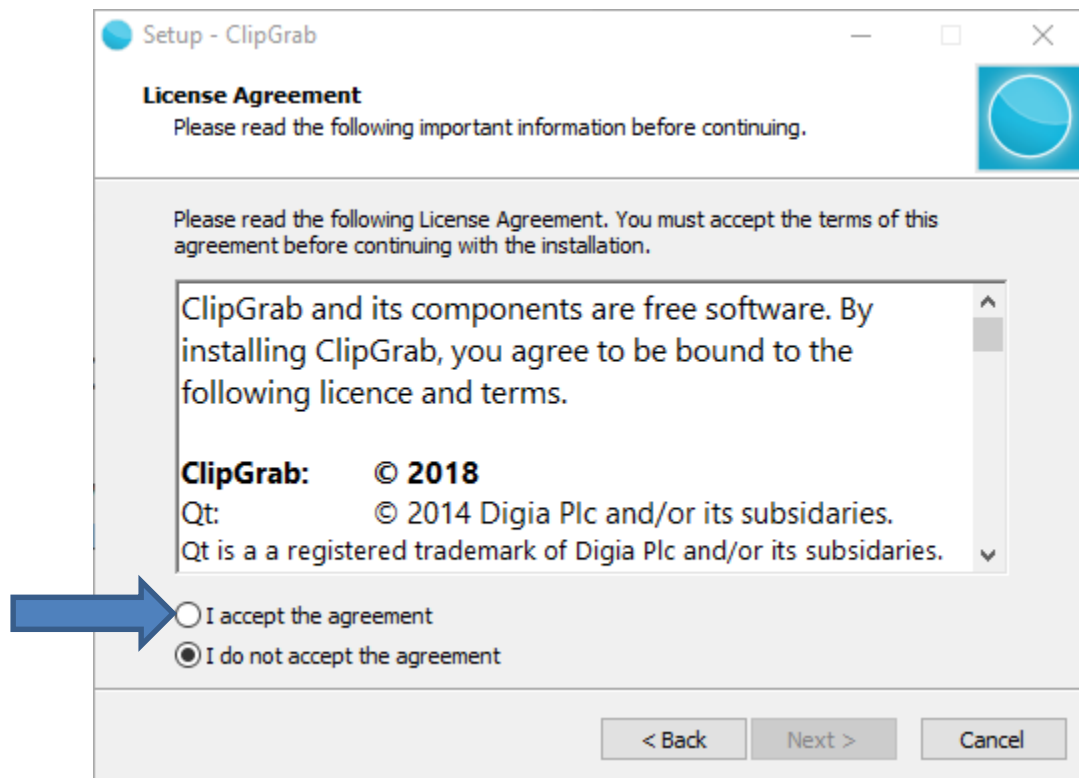 Setup - ClipGrab
License Agreement
Please read the following important information before continuing.
Please read the following License Agreement. You must accept the terms of this
agreement before continuing with the installation.
ClipGrab and its components are free software. By
installing ClipGrab, you agree to be bound to the
following licence and terms.
ClipGrab: © 2018
Qt: © 2014 Digia Plc and/or its subsidaries.
Qt is a a registered trademark of Digia Plc and/or its subsidaries.
I accept the agreement
I do not accept the agreement
< Back Next > Cancel